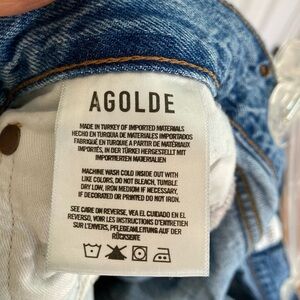 AGOLDE
MADE IN TURKEY OF IMPORTED MATERIALS
HECHO EN TURQUIA DE MATERIALES IMPORTADOS
FABRIQUÉ EN TURQUIE A PARTIR DE MATIÈRES
IMPORTÉS, IN DER TÜRKEI HERGESTELLT MIT
IMPORTIERTEN MATERIALIEN
MACHINE WASH COLD INSIDE OUT WITH
LIKE COLORS, DO NOT BLEACH, TUMBLE
DRY LOW, IRON MEDIUM IF NECESSARY,
IF DECORATED OR PRINTED DO NOT IRON.
SEE CARE ON REVERSE, VEA EL CUIDADO EN EL
REVERSO, VOIR LES INSTRUCTIONS D'ENTRETIEN
SUR L'ENVERS, PFLEGEANLEITUNG AUF DER
RÜCKSEITE